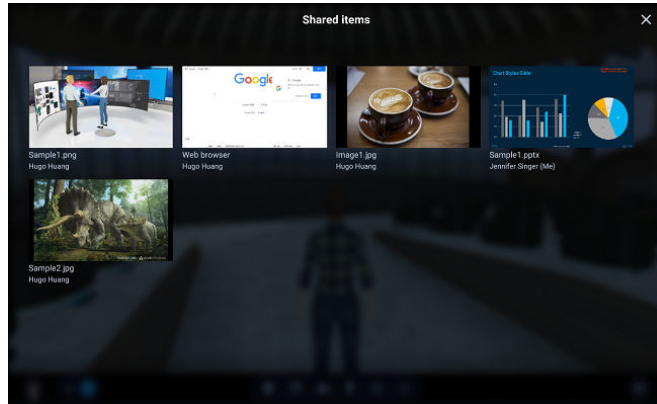 Shared items
Google
Sample1.png
Hugo Huang
Web browser
Hugo Huang
Image1.jpg
Hugo Huang
Chart Styles Slide
Sample1.pptx
Jennifer Singer (Me)
Sample2.jpg
Hugo Huang